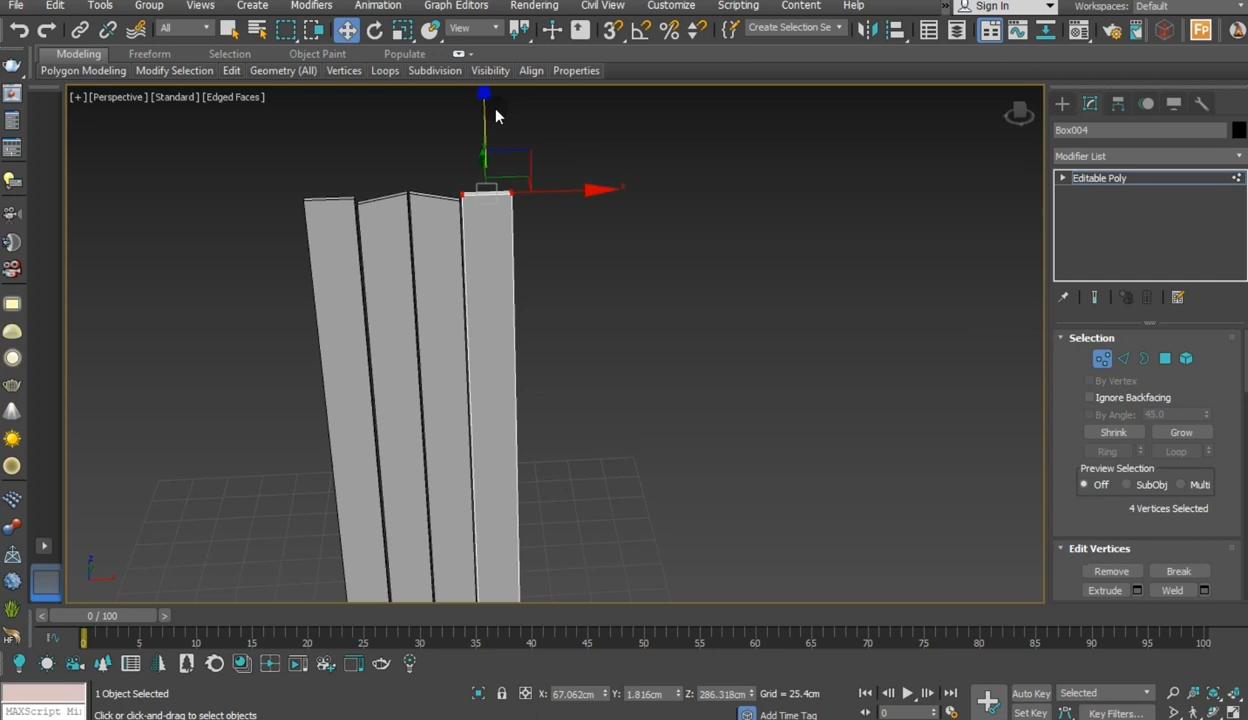 File Edit Tools Group Views Create Modifiers Animation Graph Editors Rendering Civil View Customize Scripting Content Help » Sign In Workspaces: Default
All View Create Selection Se
Modeling Freeform Selection Object Paint Populate
Polygon Modeling Modify Selection Edit Geometry (All) Vertices Loops Subdivision Visibility Align Properties
[+] [Perspective ] [Standard ] [Edged Faces ]
Box004
Modifier List
Editable Poly
Selection
By Vertex
Ignore Backfacing
By Angle: 45.0
Shrink Grow
Ring Loop
Preview Selection
Off SubObj Multi
4 Vertices Selected
Edit Vertices
Remove Break
Extrude Weld
x
z
< 0 / 100 >
0 5 10 15 20 25 30 35 40 45 50 55 60 65 70 75 80 85 90 95 100
1 Object Selected X: 67.062cm Y: 1.816cm Z: 286.318cm Grid = 25.4cm Auto Key Selected
MAXScript Mi Click or click-and-drag to select objects Add Time Tag 0 Set Key Key Filters...